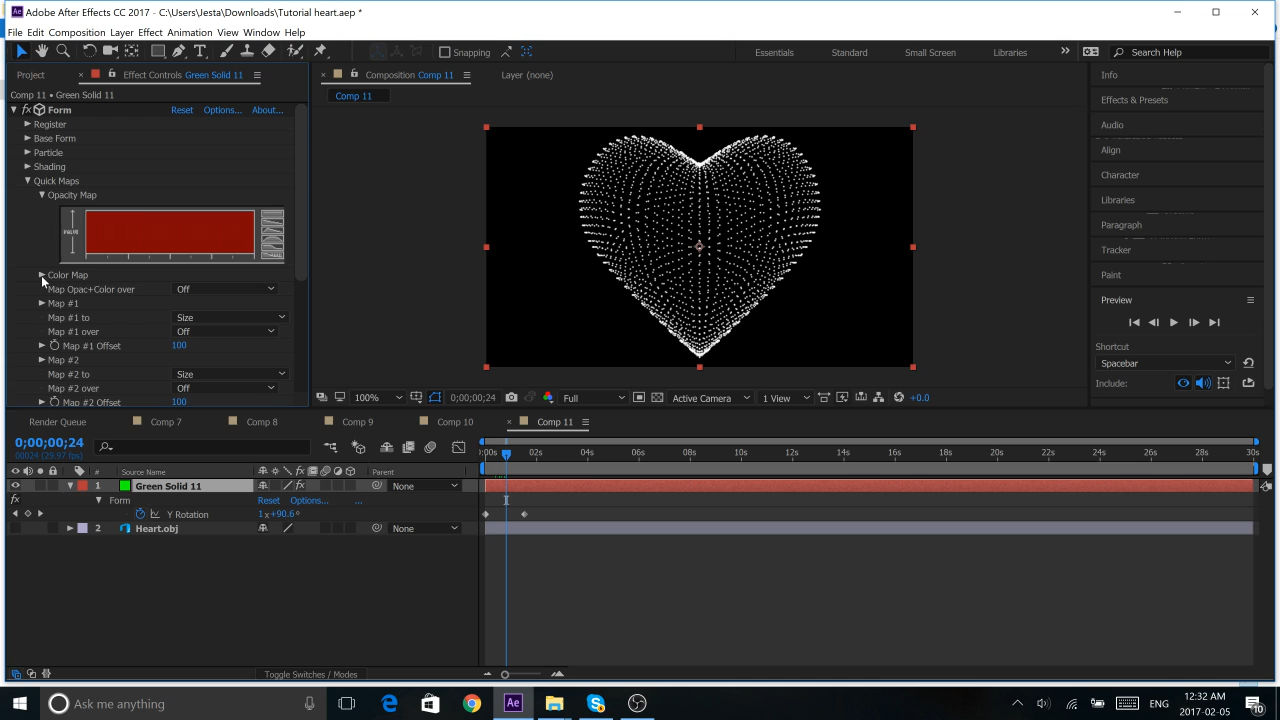 Adobe After Effects CC 2017 - C:\Users\Jesta\Downloads\Tutorial heart.aep *
File Edit Composition Layer Effect Animation View Window Help
Snapping
Essentials Standard Small Screen Libraries Search Help
Project Effect Controls Green Solid 11
Composition Comp 11 Layer (none)
Comp 11 • Green Solid 11
Comp 11
Form Reset Options... About...
Register
Base Form
Particle
Shading
Quick Maps
Opacity Map
VALUE
Color Map
Map Opac+Color over Off
Map #1
Map #1 to Size
Map #1 over Off
Map #1 Offset 100
Map #2
Map #2 to Size
Map #2 over Off
Map #2 Offset 100
100% 0;00;00;24 Full Active Camera 1 View +0.0
Info
Effects & Presets
Audio
Align
Character
Libraries
Paragraph
Tracker
Paint
Preview
Shortcut
Spacebar
Include:
Render Queue Comp 7 Comp 8 Comp 9 Comp 10 Comp 11
0;00;00;24
00024 (29.97 fps)
:00s 02s 04s 06s 08s 10s 12s 14s 16s 18s 20s 22s 24s 26s 28s 30s
# Source Name fx Parent
1 Green Solid 11 fx None
fx Form Reset Options... ...
Y Rotation 1x+90.6°
2 Heart.obj None
Toggle Switches / Modes
Ask me anything
Ae
ENG
12:32 AM
2017-02-05
10